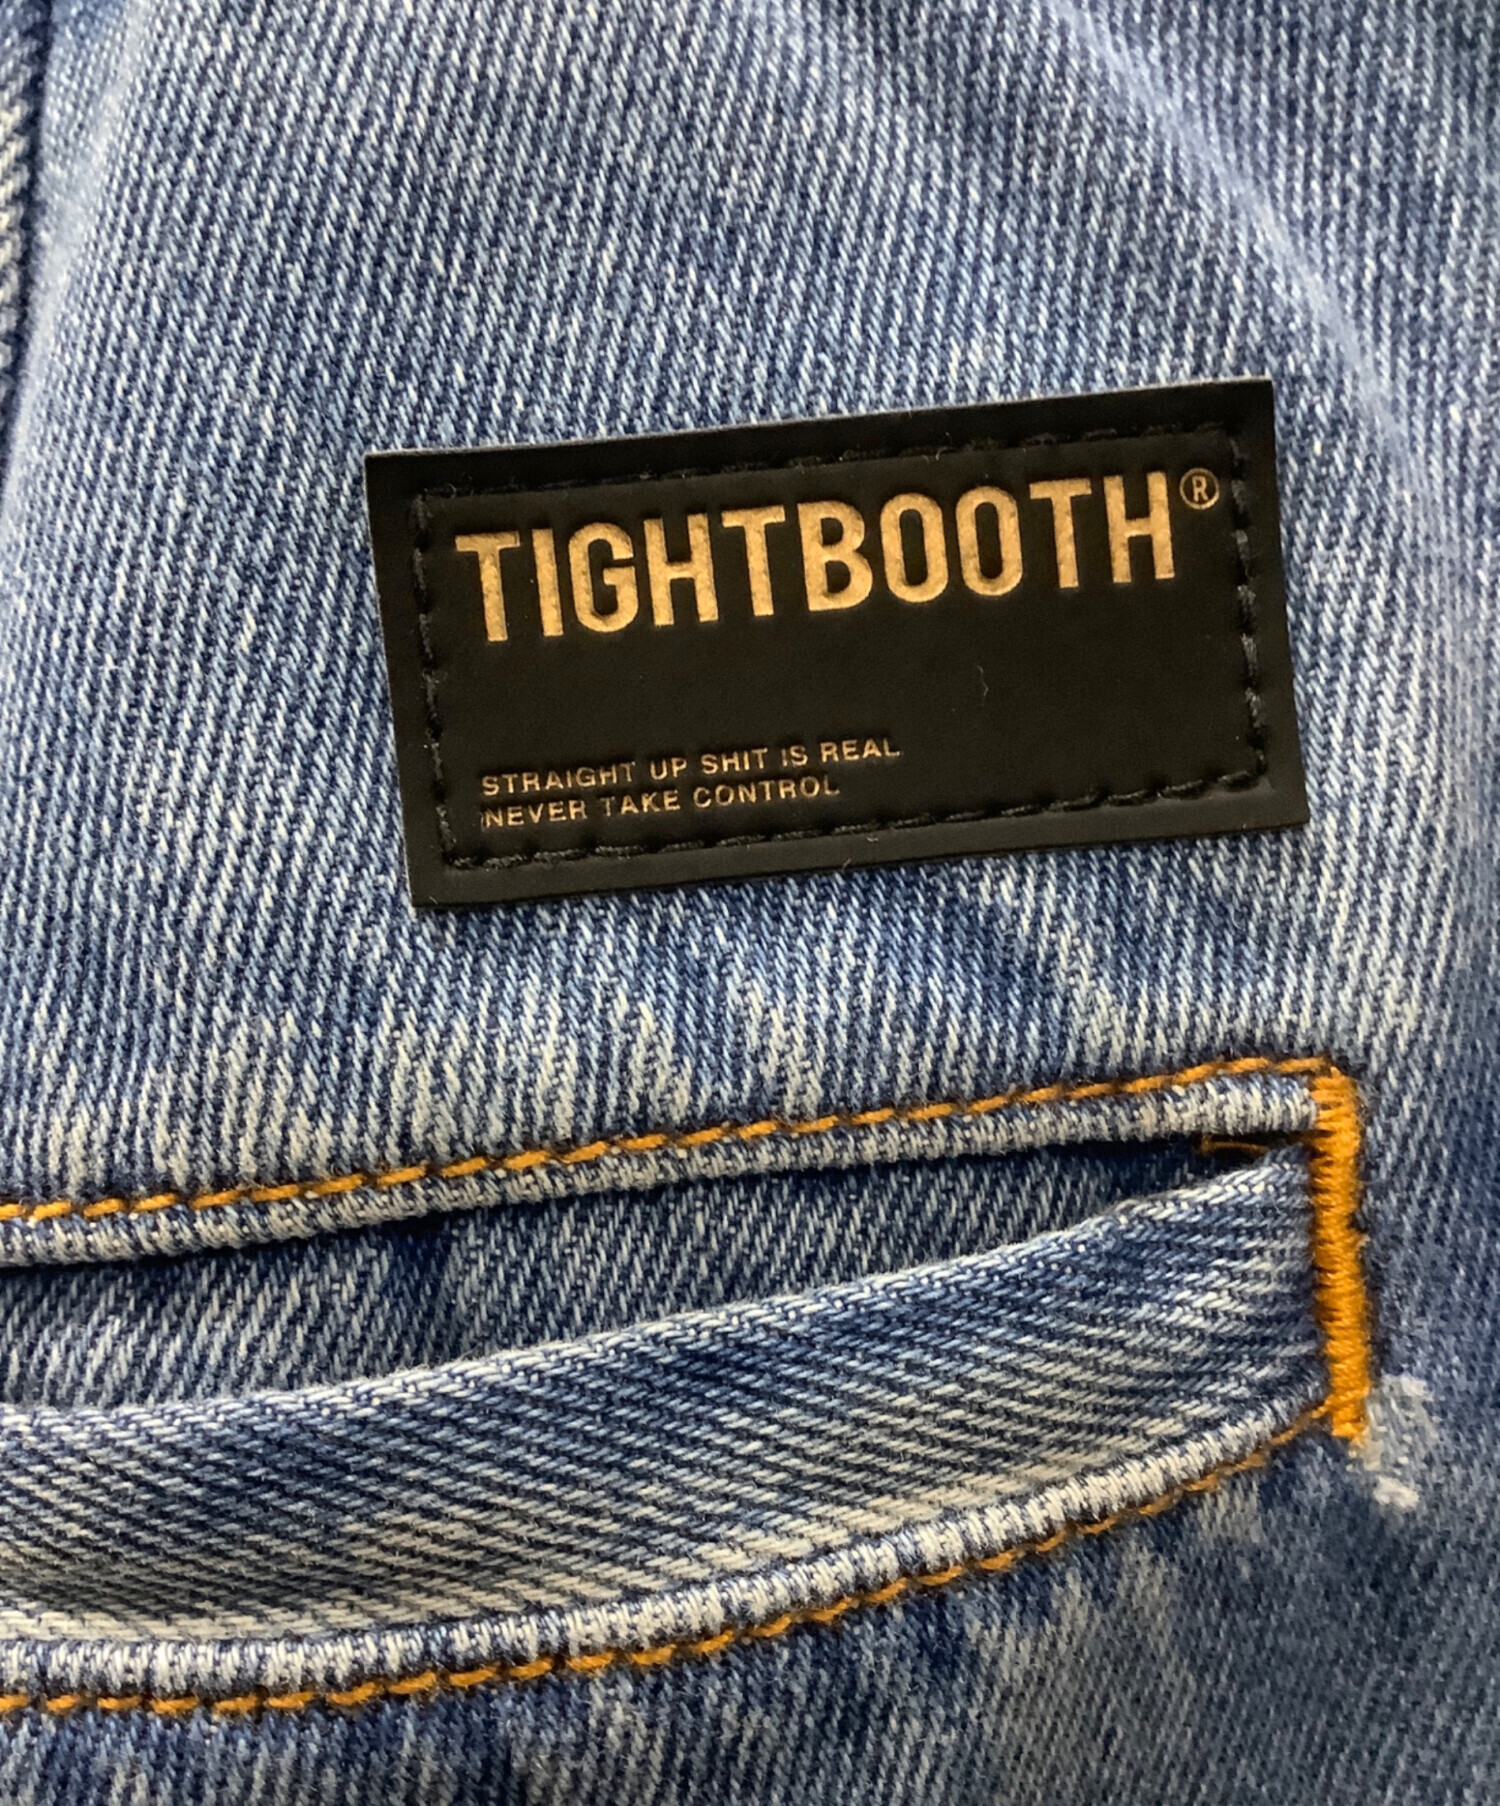 TIGHTBOOTH®
STRAIGHT UP SHIT IS REAL
NEVER TAKE CONTROL